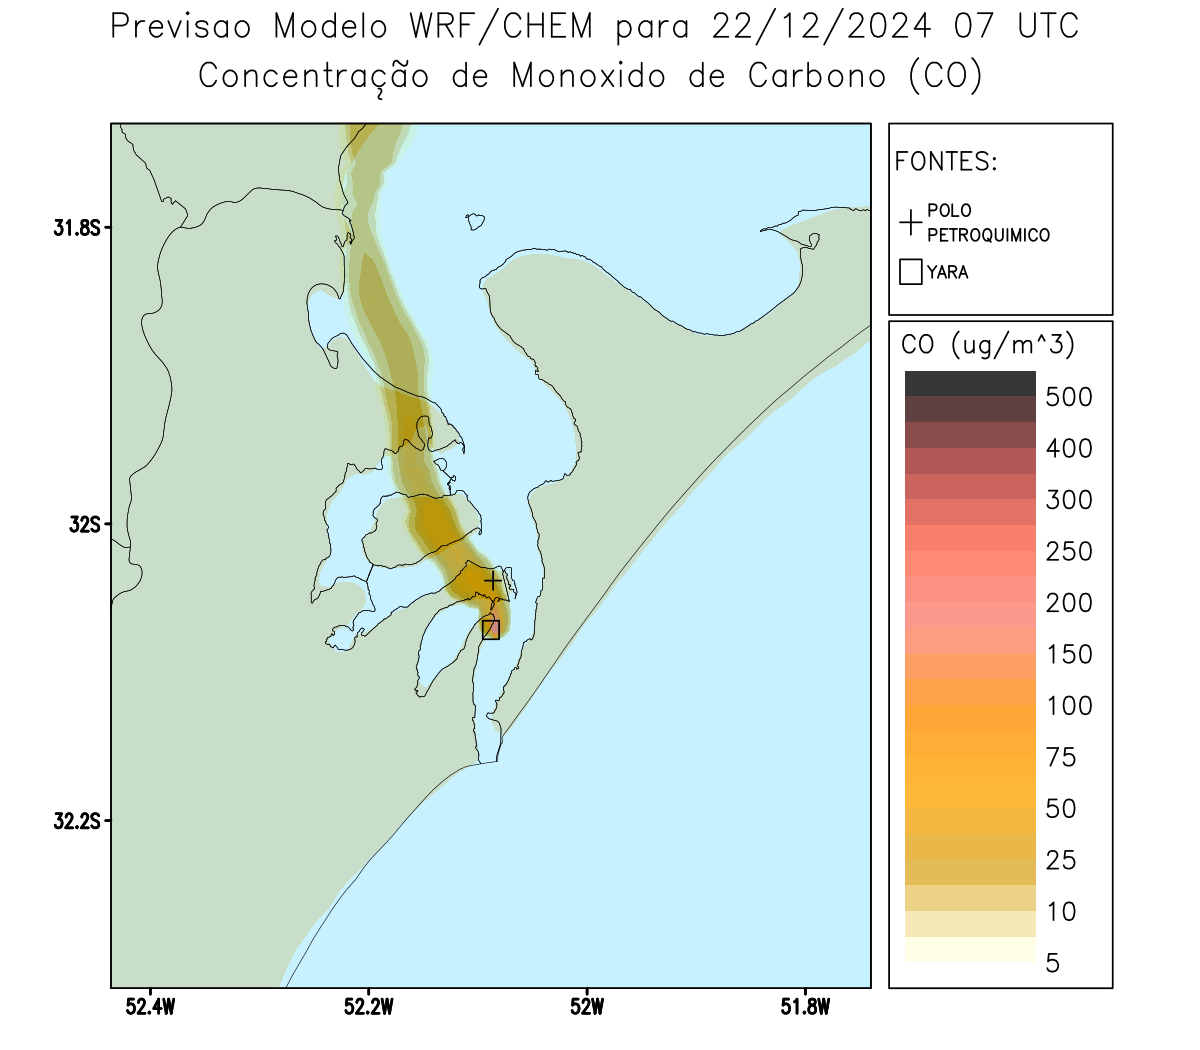 Previsao Modelo WRF/CHEM para 22/12/2024 07 UTC
Concentração de Monoxido de Carbono (CO)
FONTES:
POLO
PETROQUIMICO
YARA
CO (ug/m^3)
500
400
300
250
200
150
100
75
50
25
10
5
31.8S
32S
32.2S
52.4W
52.2W
52W
51.8W